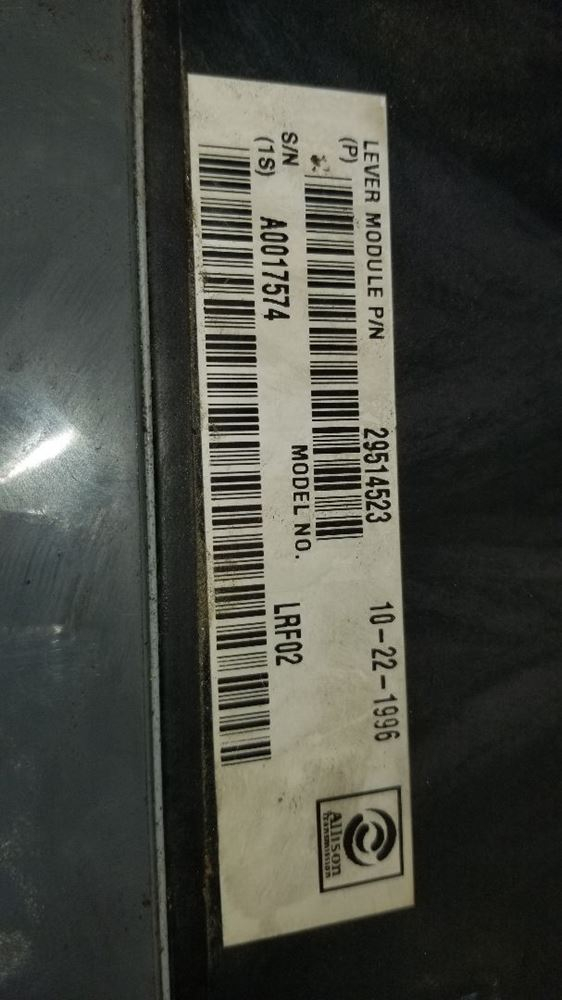 LEVER MODULE P/N 29514523 10-22-1996
(P)
S/N MODEL NO.
(1S) A0017574 LRF02
Allison
Transmission